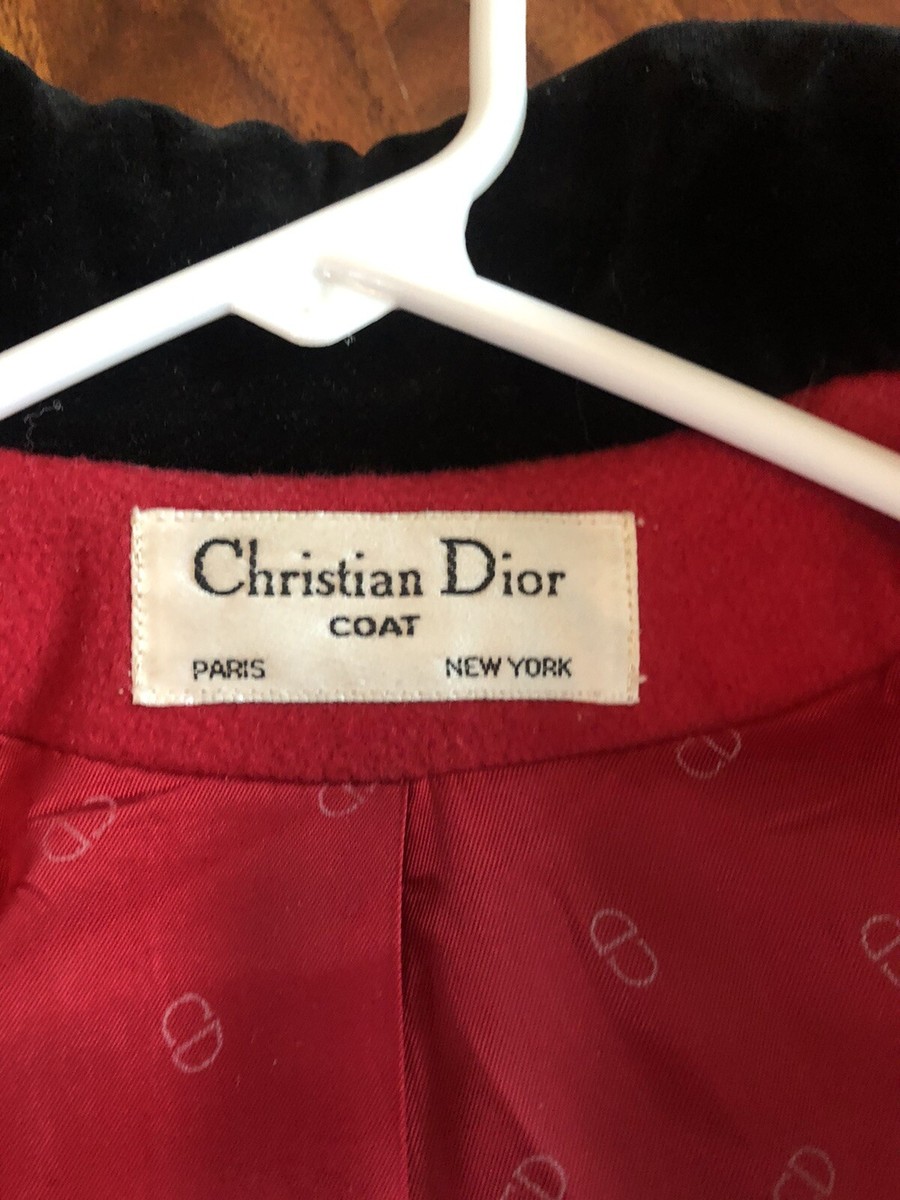 Christian Dior
COAT
PARIS NEW YORK